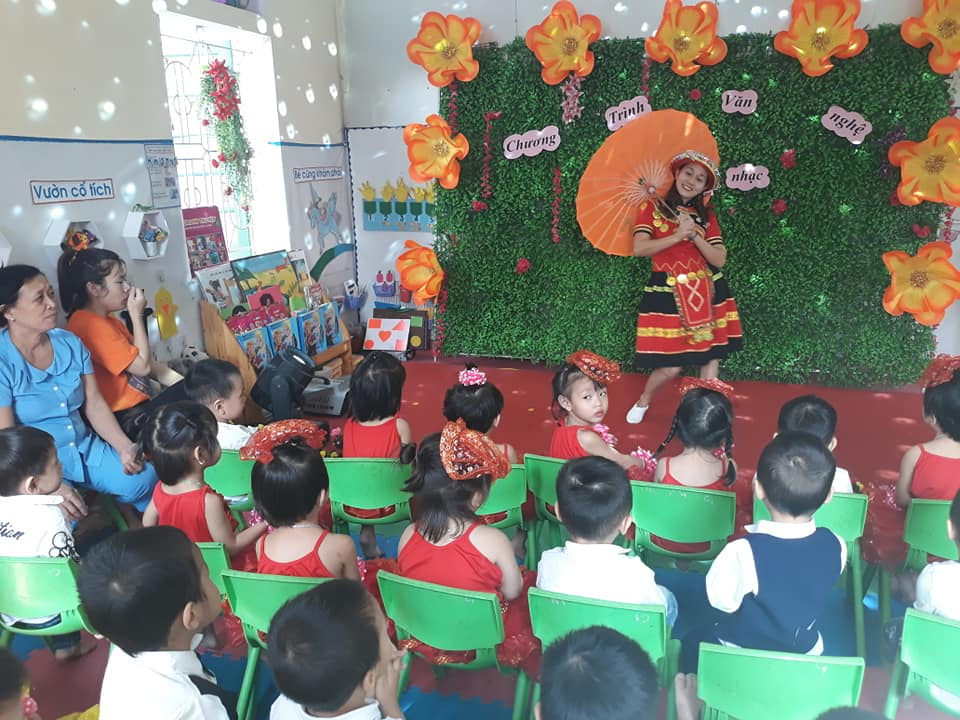 Chương
Trình
Văn
nghệ
nhạc
Vườn cổ tích
Bé cùng khám phá